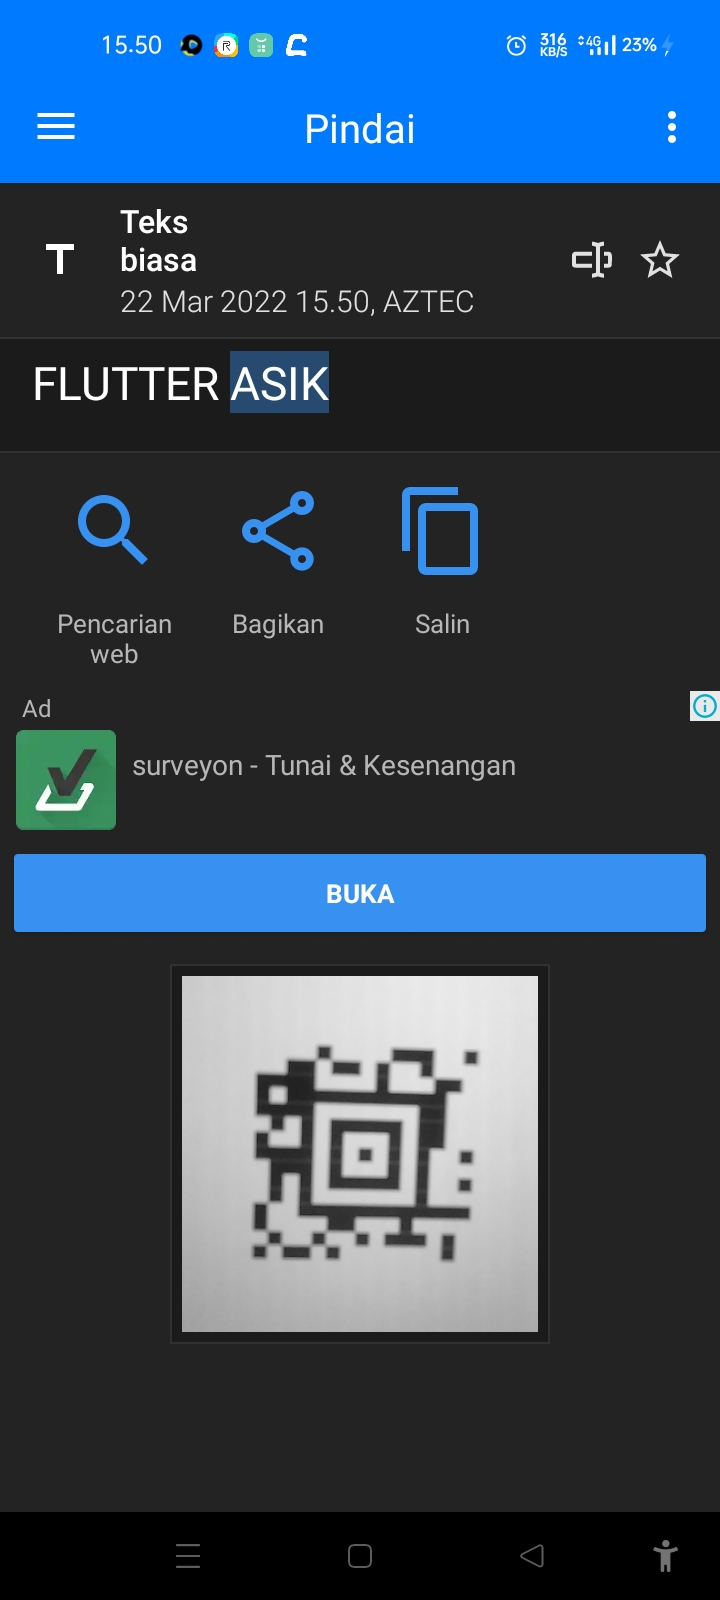 15.50 R 316 KB/S 4G 23%
Pindai
T
Teks
biasa
22 Mar 2022 15.50, AZTEC
FLUTTER ASIK
Pencarian
web
Bagikan
Salin
Ad
surveyon - Tunai & Kesenangan
BUKA